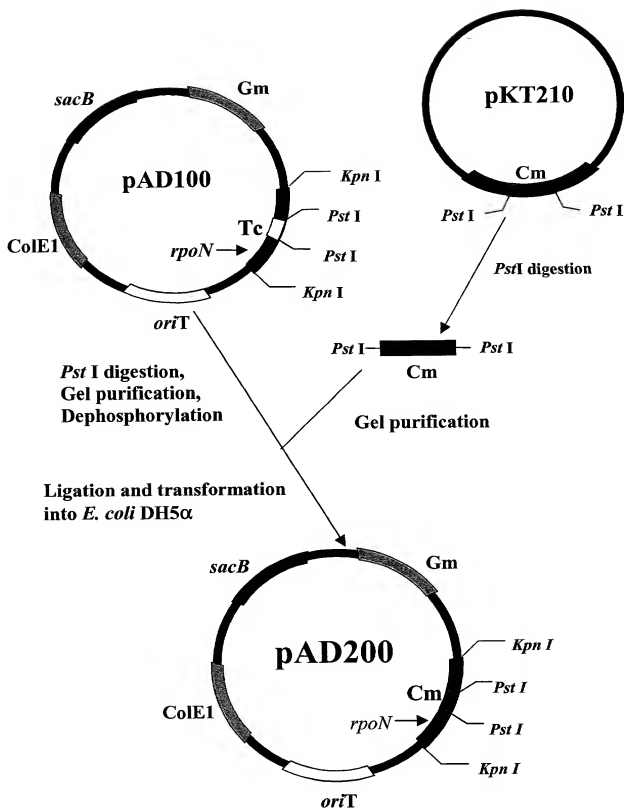 sacB
Gm
pAD100
Kpn I
Pst I
Tc
Pst I
rpoN
Kpn I
ColE1
oriT
pKT210
Cm
Pst I
Pst I
PstI digestion
Pst I
Pst I
Cm
Gel purification
Pst I digestion,
Gel purification,
Dephosphorylation
Ligation and transformation
into E. coli DH5α
sacB
Gm
pAD200
Kpn I
Cm
Pst I
rpoN
Pst I
Kpn I
ColE1
oriT